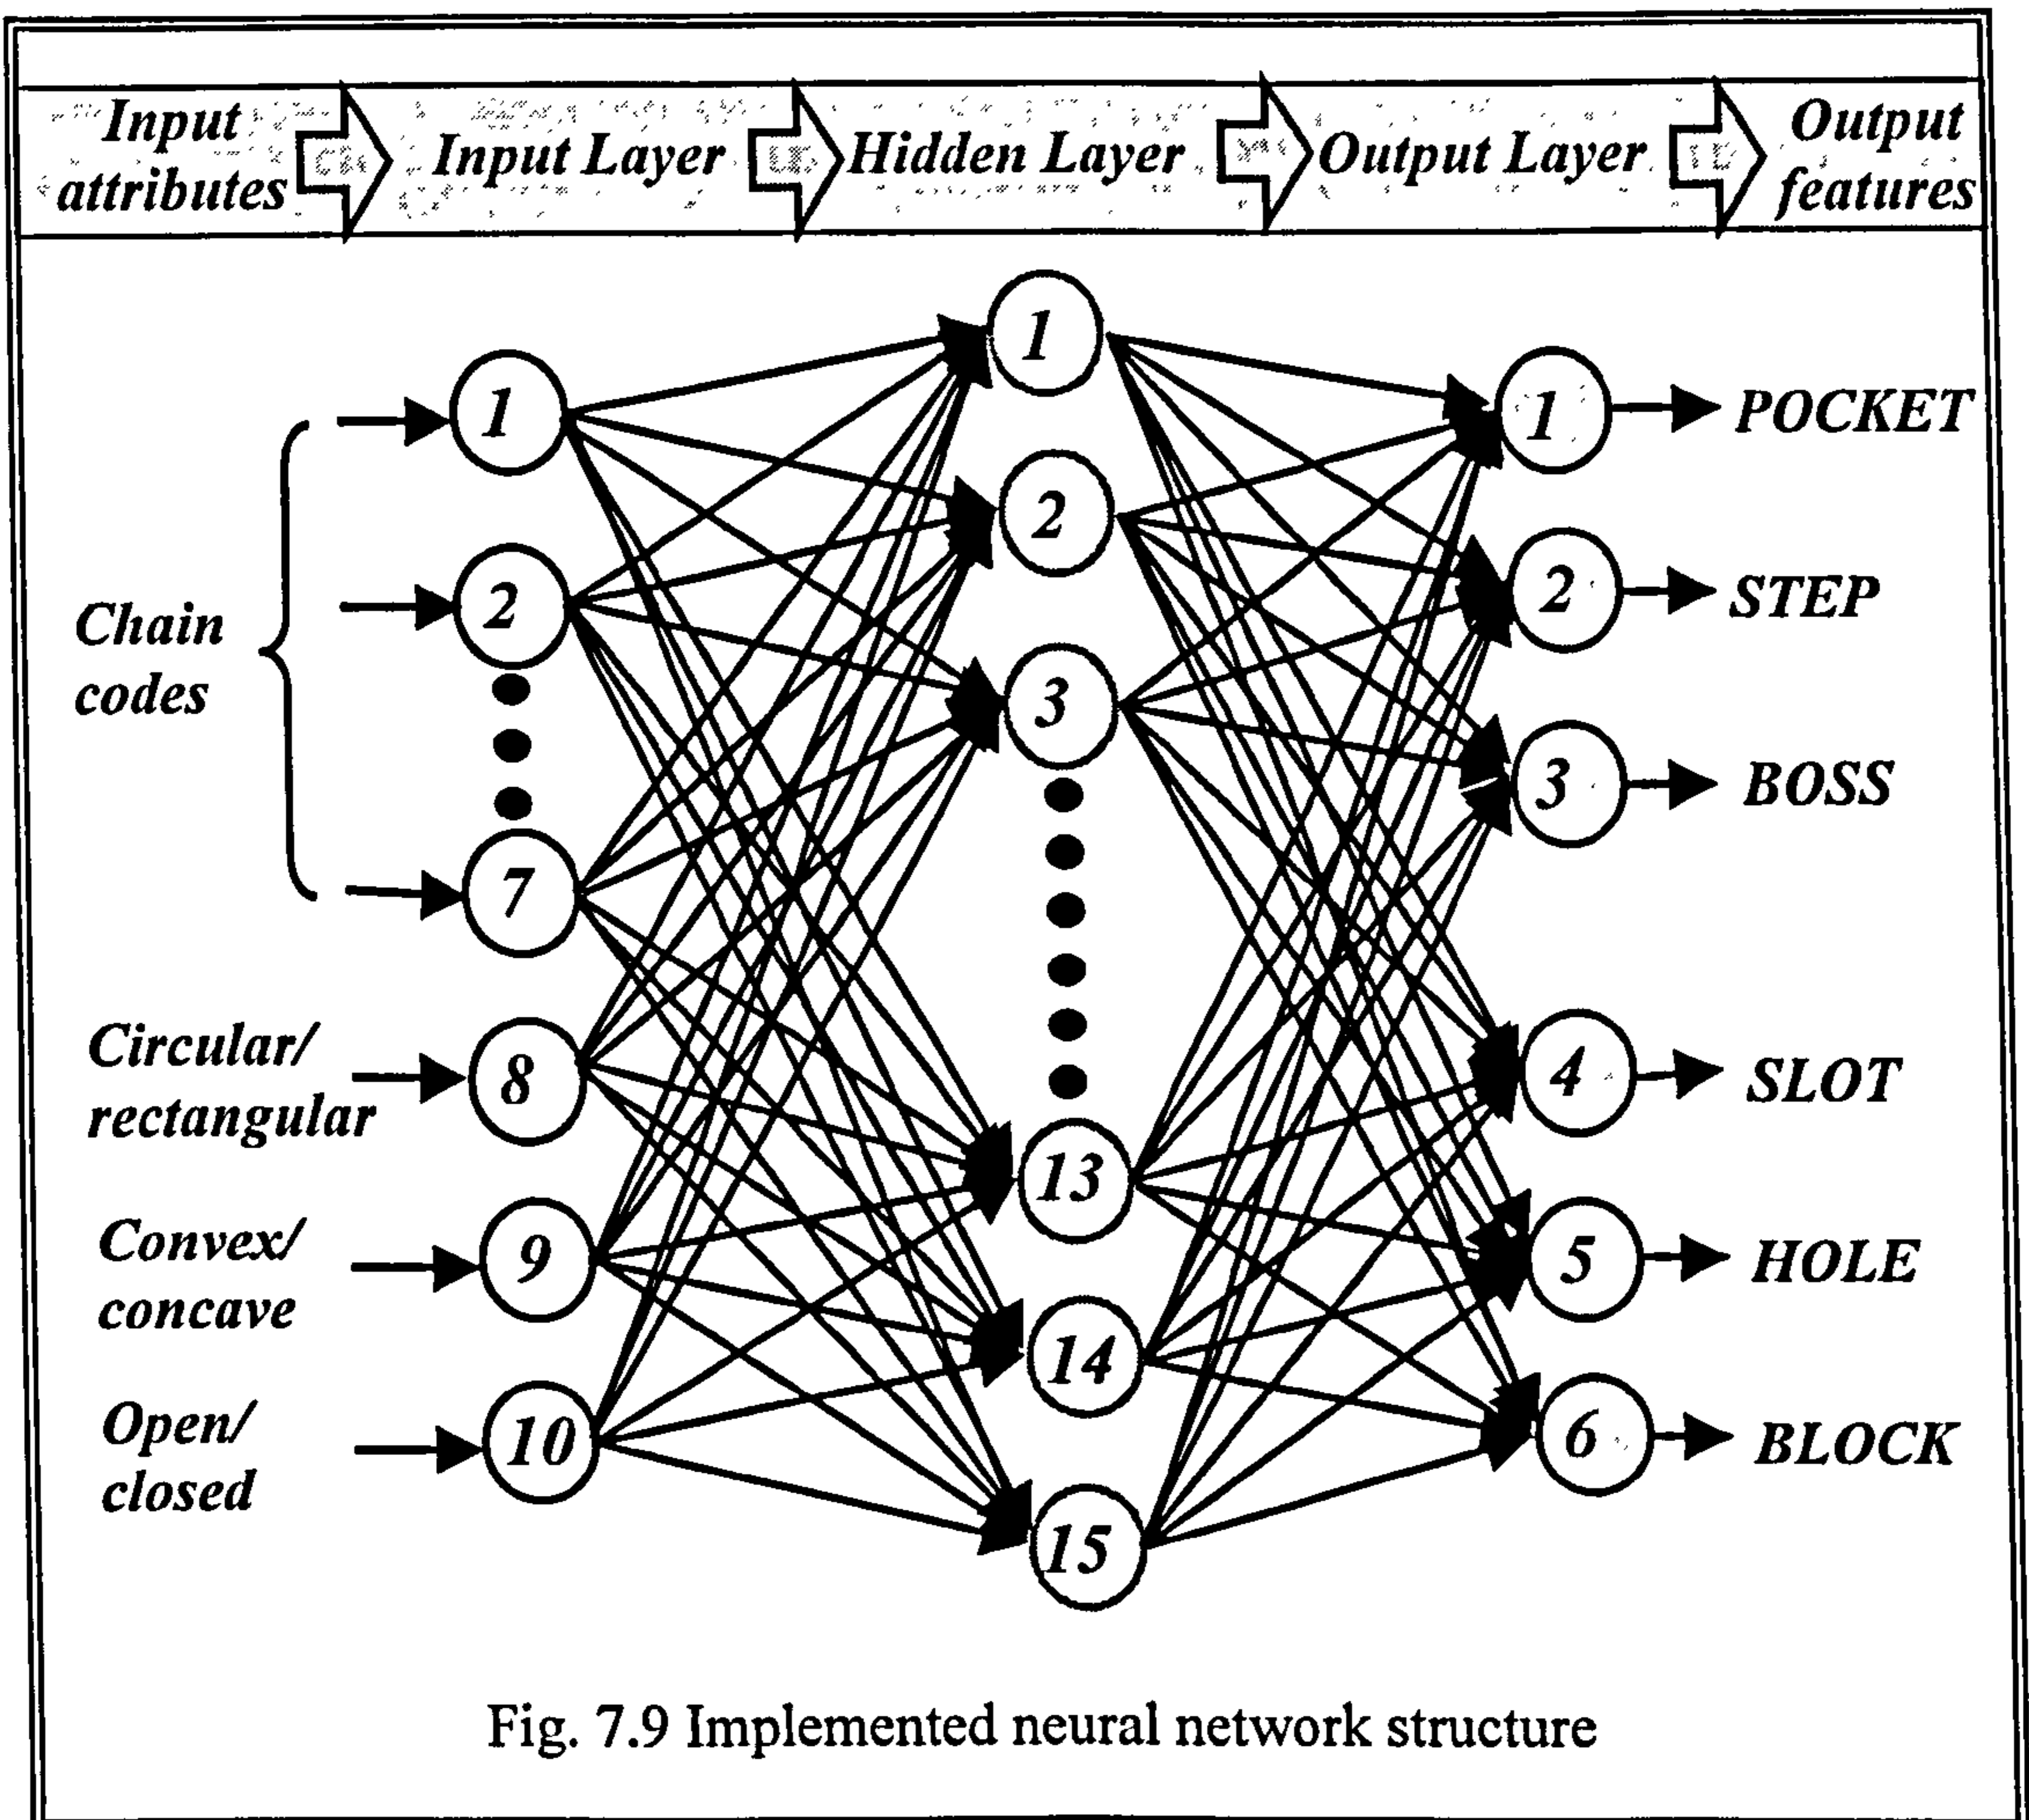 Input attributes
Input Layer
Hidden Layer
Output Layer
Output features
Chain
codes
Circular/
rectangular
Convex/
concave
Open/
closed
1
2
7
8
9
10
1
2
3
13
14
15
1
2
3
4
5
6
POCKET
STEP
BOSS
SLOT
HOLE
BLOCK
Fig. 7.9 Implemented neural network structure